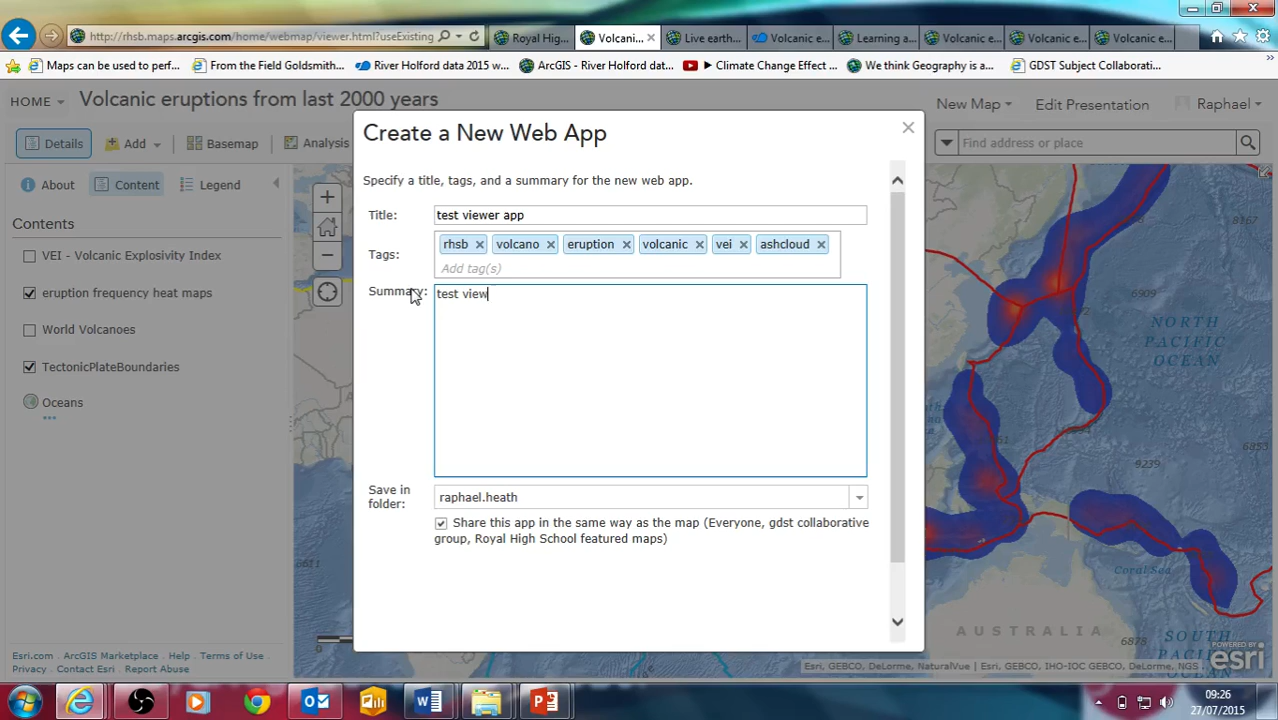 http://rhsb.maps.arcgis.com/home/webmap/viewer.html?useExisting
Royal Hig...
Volcani...
Live earth...
Volcanic e...
Learning a...
Volcanic e...
Volcanic e...
Volcanic e...
Maps can be used to perf...
From the Field Goldsmith...
River Holford data 2015 w...
ArcGIS - River Holford dat...
Climate Change Effect ...
We think Geography is a...
GDST Subject Collaborati...
HOME
Volcanic eruptions from last 2000 years
New Map
Edit Presentation
Raphael
Details
Add
Basemap
Analysis
Find address or place
About
Content
Legend
Contents
VEI - Volcanic Explosivity Index
eruption frequency heat maps
World Volcanoes
TectonicPlateBoundaries
Oceans
Create a New Web App
Specify a title, tags, and a summary for the new web app.
Title: test viewer app
Tags: rhsb volcano eruption volcanic vei ashcloud
Add tag(s)
Summary: test view
Save in folder: raphael.heath
Share this app in the same way as the map (Everyone, gdst collaborative
group, Royal High School featured maps)
8167
6909
NORTH
PACIFIC
OCEAN
6853
9239
Coral Sea
AUSTRALIA
6878
SOUTH
0
POWERED BY
esri
Esri.com . ArcGIS Marketplace . Help . Terms of Use .
Privacy . Contact Esri . Report Abuse
Esri, GEBCO, DeLorme, NaturalVue | Esri, GEBCO, IHO-IOC GEBCO, DeLorme, NGS
09:26
27/07/2015